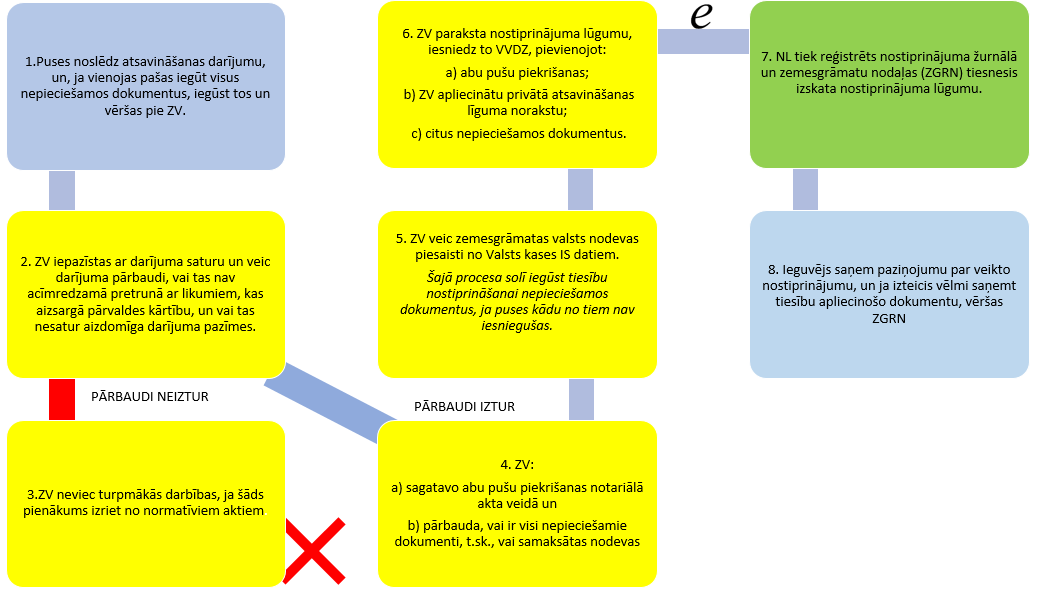 1.Puses noslēdz atsavināšanas darījumu,
un, ja vienojas pašas iegūt visus
nepieciešamos dokumentus, iegūst tos un
vēršas pie ZV.
2. ZV iepazīstas ar darījuma saturu un veic
darījuma pārbaudi, vai tas nav
acīmredzamā pretrunā ar likumiem, kas
aizsargā pārvaldes kārtību, un vai tas
nesatur aizdomīga darījuma pazīmes.
PĀRBAUDI NEIZTUR
3.ZV neviec turpmākās darbības, ja šāds
pienākums izriet no normatīviem aktiem
PĀRBAUDI IZTUR
4. ZV:
a) sagatavo abu pušu piekrišanas notariālā
akta veidā un
b) pārbauda, vai ir visi nepieciešamie
dokumenti, t.sk., vai samaksātas nodevas
5. ZV veic zemesgrāmatas valsts nodevas
piesaisti no Valsts kases IS datiem.
Šajā procesa solī iegūst tiesību
nostiprināšanai nepieciešamos
dokumentus, ja puses kādu no tiem nav
iesniegušas.
6. ZV paraksta nostiprinājuma lūgumu,
iesniedz to VVDZ, pievienojot:
a) abu pušu piekrišanas;
b) ZV apliecinātu privātā atsavināšanas
līguma norakstu;
c) citus nepieciešamos dokumentus.
e
7. NL tiek reģistrēts nostiprinājuma žurnālā
un zemesgrāmatu nodaļas (ZGRN) tiesnesis
izskata nostiprinājuma lūgumu.
8. Ieguvējs saņem paziņojumu par veikto
nostiprinājumu, un ja izteicis vēlmi saņemt
tiesību apliecinošo dokumentu, vēršas
ZGRN